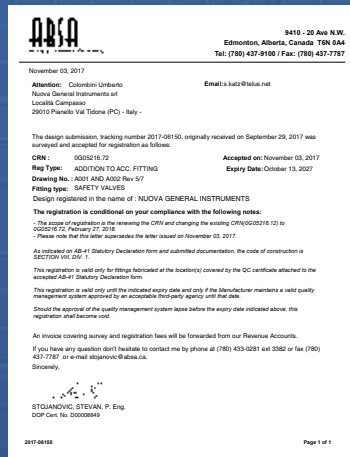 ABSA
9410 - 20 Ave N.W.
Edmonton, Alberta, Canada T6N 0A4
Tel: (780) 437-9100 / Fax: (780) 437-7787
November 03, 2017
Attention: Colombini Umberto
Email:s.katz@telus.net
Nuova General Instruments srl
Località Campasso
29010 Pianello Val Tidone (PC) - Italy -
The design submission, tracking number 2017-06150, originally received on September 29, 2017 was
surveyed and accepted for registration as follows:
CRN : 0G05216.72 Accepted on: November 03, 2017
Reg Type: ADDITION TO ACC. FITTING Expiry Date: October 13, 2027
Drawing No. : A001 AND A002 Rev 5/7
Fitting type: SAFETY VALVES
Design registered in the name of : NUOVA GENERAL INSTRUMENTS
The registration is conditional on your compliance with the following notes:
- The scope of registration is the renewing the CRN and changing the existing CRN(0G05216.12) to
0G05216.72, February 27, 2018.
- Please note that this letter supersedes the letter issued on November 03, 2017.
As indicated on AB-41 Statutory Declaration form and submitted documentation, the code of construction is
SECTION VIII, DIV. 1.
This registration is valid only for fittings fabricated at the location(s) covered by the QC certificate attached to the
accepted AB-41 Statutory Declaration form.
This registration is valid only until the indicated expiry date and only if the Manufacturer maintains a valid quality
management system approved by an acceptable third-party agency until that date.
Should the approval of the quality management system lapse before the expiry date indicated above, this
registration shall become void.
An invoice covering survey and registration fees will be forwarded from our Revenue Accounts.
If you have any question don't hesitate to contact me by phone at (780) 433-0281 ext 3382 or fax (780)
437-7787 or e-mail stojanovic@absa.ca.
Sincerely,
STOJANOVIC, STEVAN, P. Eng.
DOP Cert. No. D00008849
2017-06150 Page 1 of 1